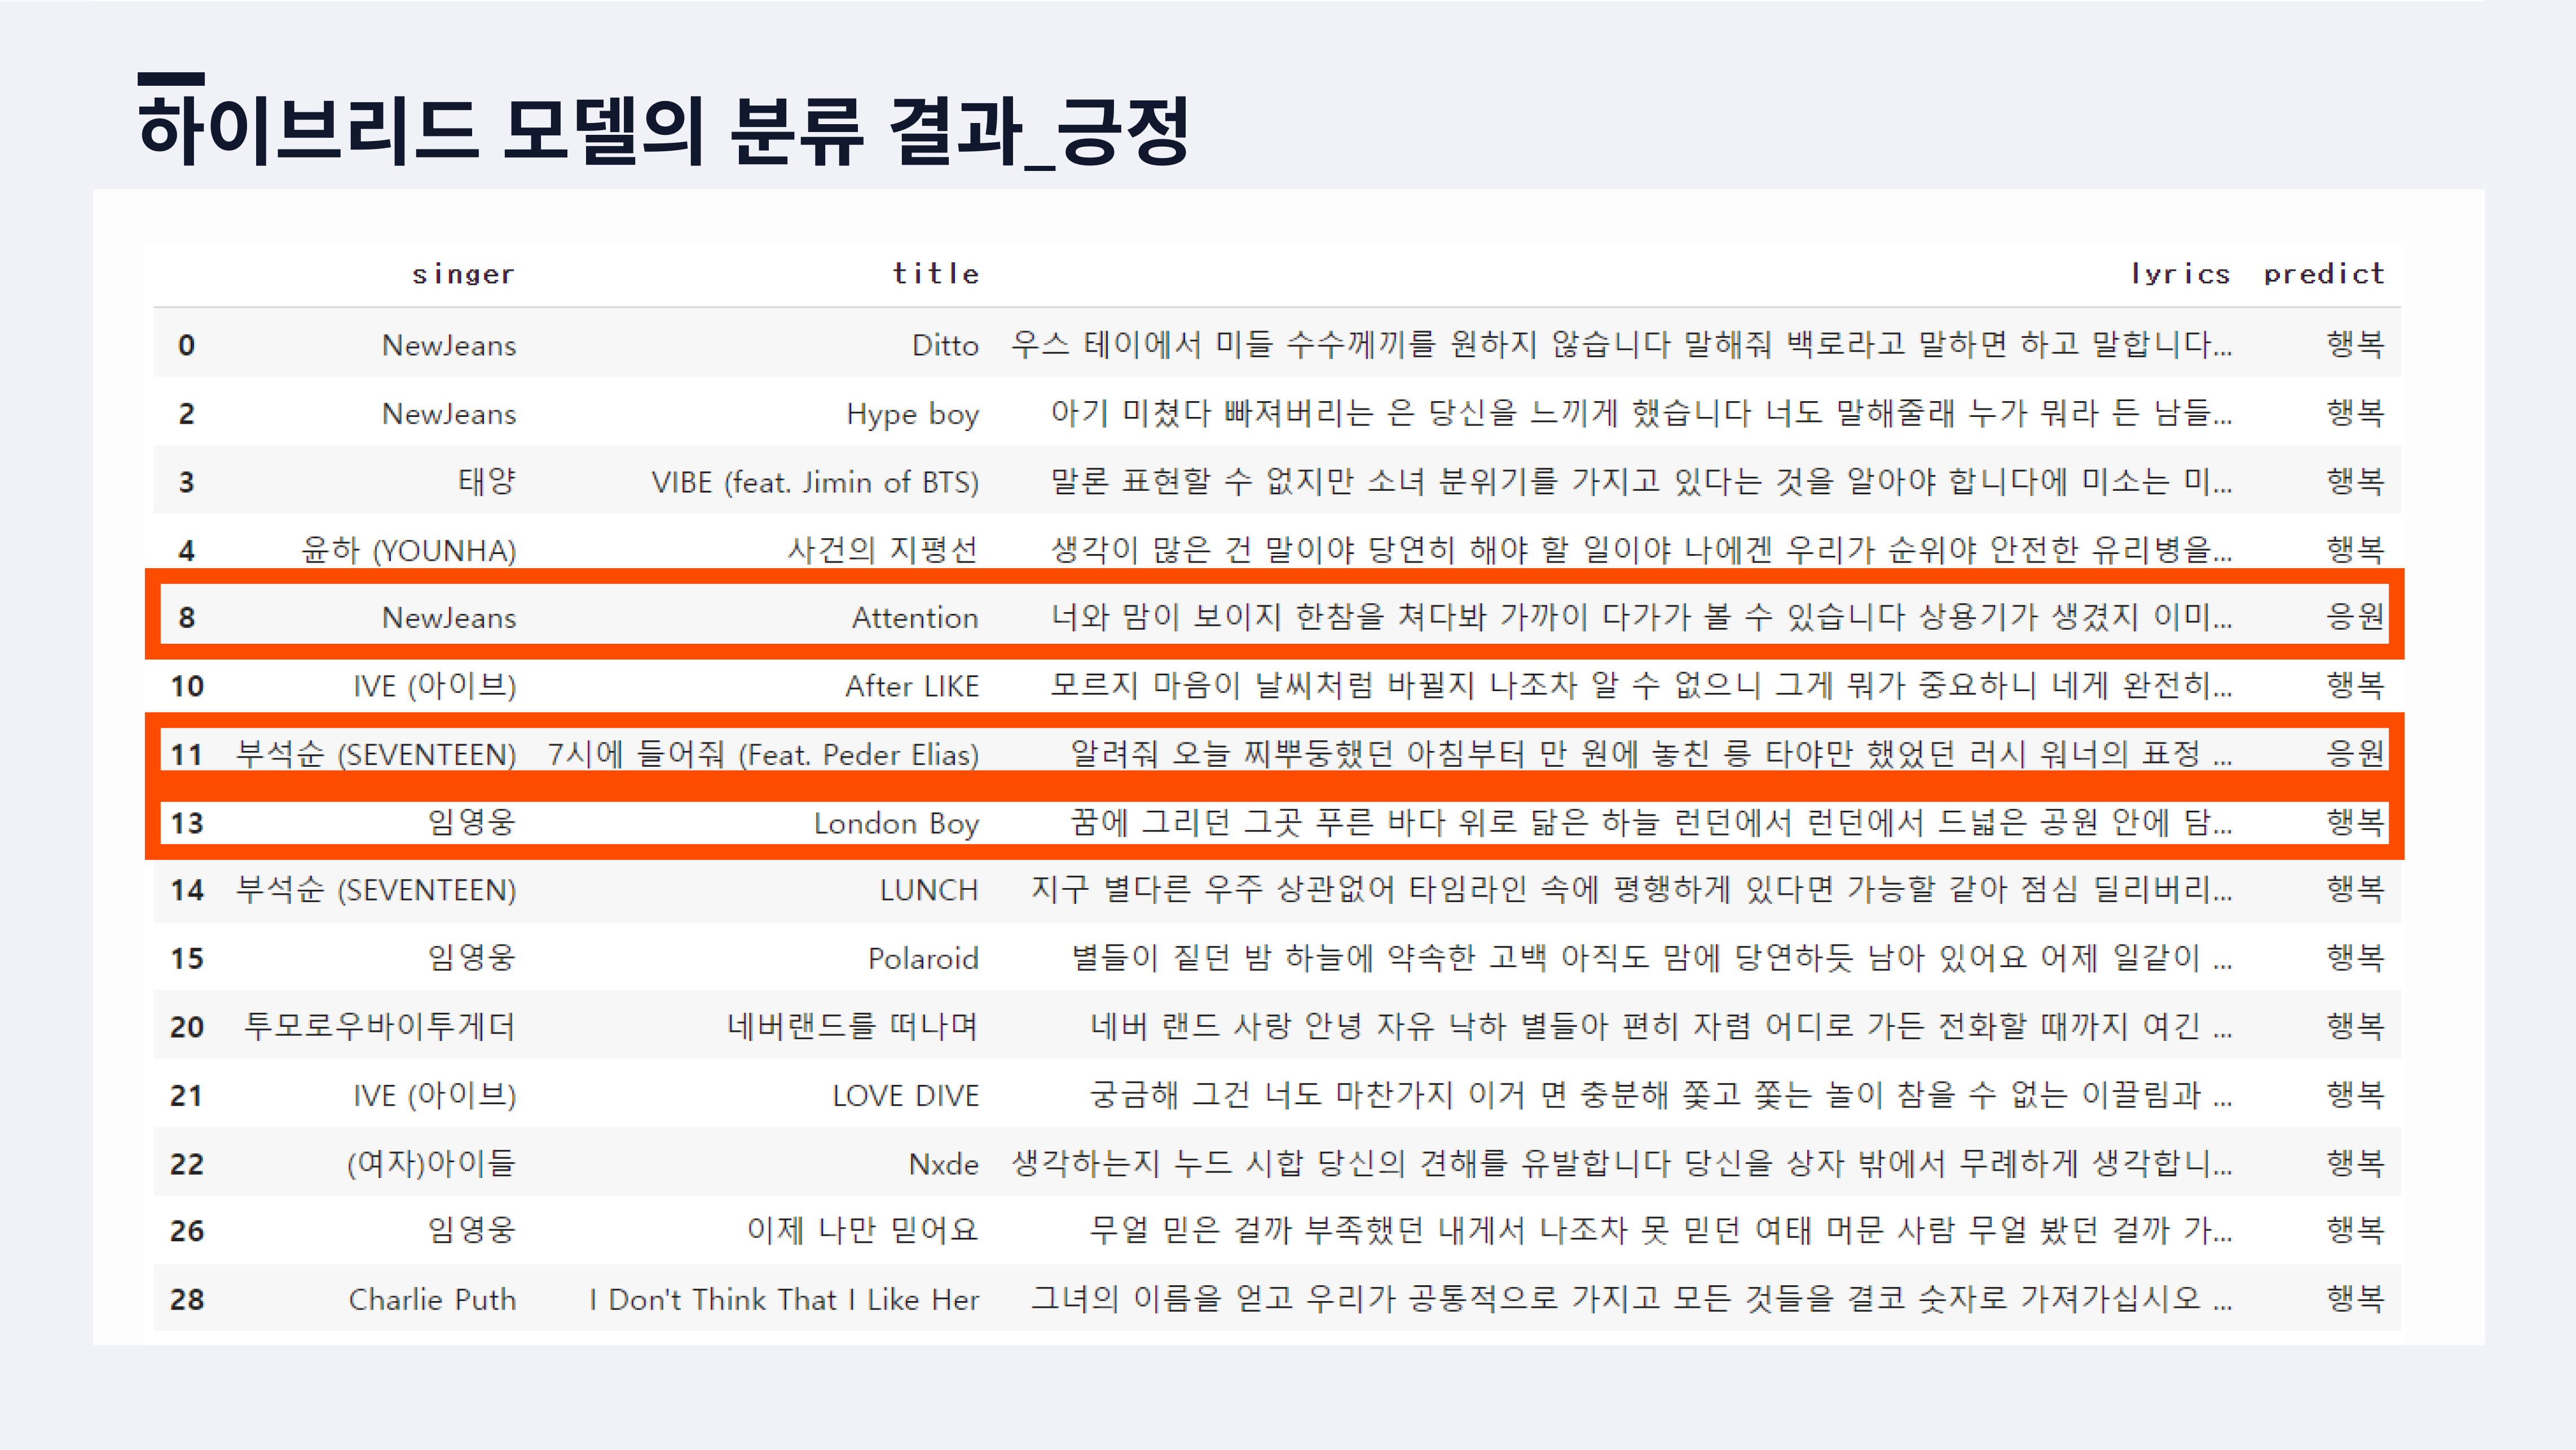 하이브리드 모델의 분류 결과_긍정
singer title lyrics predict
0 NewJeans Ditto 우스 테이에서 미들 수수께끼를 원하지 않습니다 말해줘 백로라고 말하면 하고 말합니다... 행복
2 NewJeans Hype boy 아기 미쳤다 빠져버리는 은 당신을 느끼게 했습니다 너도 말해줄래 누가 뭐라 든 남들... 행복
3 태양 VIBE (feat. Jimin of BTS) 말론 표현할 수 없지만 소녀 분위기를 가지고 있다는 것을 알아야 합니다에 미소는 미... 행복
4 윤하 (YOUNHA) 사건의 지평선 생각이 많은 건 말이야 당연히 해야 할 일이야 나에겐 우리가 순위야 안전한 유리병을... 행복
8 NewJeans Attention 너와 맘이 보이지 한참을 쳐다봐 가까이 다가가 볼 수 있습니다 상용기가 생겼지 이미... 응원
10 IVE (아이브) After LIKE 모르지 마음이 날씨처럼 바뀔지 나조차 알 수 없으니 그게 뭐가 중요하니 네게 완전히... 행복
11 부석순 (SEVENTEEN) 7시에 들어줘 (Feat. Peder Elias) 알려줘 오늘 찌뿌둥했던 아침부터 만 원에 놓친 릉 타야만 했었던 러시 워너의 표정 ... 응원
13 임영웅 London Boy 꿈에 그리던 그곳 푸른 바다 위로 닮은 하늘 런던에서 런던에서 드넓은 공원 안에 담... 행복
14 부석순 (SEVENTEEN) LUNCH 지구 별다른 우주 상관없어 타임라인 속에 평행하게 있다면 가능할 같아 점심 딜리버리... 행복
15 임영웅 Polaroid 별들이 짙던 밤 하늘에 약속한 고백 아직도 맘에 당연하듯 남아 있어요 어제 일같이 ... 행복
20 투모로우바이투게더 네버랜드를 떠나며 네버 랜드 사랑 안녕 자유 낙하 별들아 편히 자렴 어디로 가든 전화할 때까지 여긴 ... 행복
21 IVE (아이브) LOVE DIVE 궁금해 그건 너도 마찬가지 이거 면 충분해 쫓고 쫓는 놀이 참을 수 없는 이끌림과 ... 행복
22 (여자)아이들 Nxde 생각하는지 누드 시합 당신의 견해를 유발합니다 당신을 상자 밖에서 무례하게 생각합니... 행복
26 임영웅 이제 나만 믿어요 무얼 믿은 걸까 부족했던 내게서 나조차 못 믿던 여태 머문 사람 무얼 봤던 걸까 가... 행복
28 Charlie Puth I Don't Think That I Like Her 그녀의 이름을 얻고 우리가 공통적으로 가지고 모든 것들을 결코 숫자로 가져가십시오 ... 행복